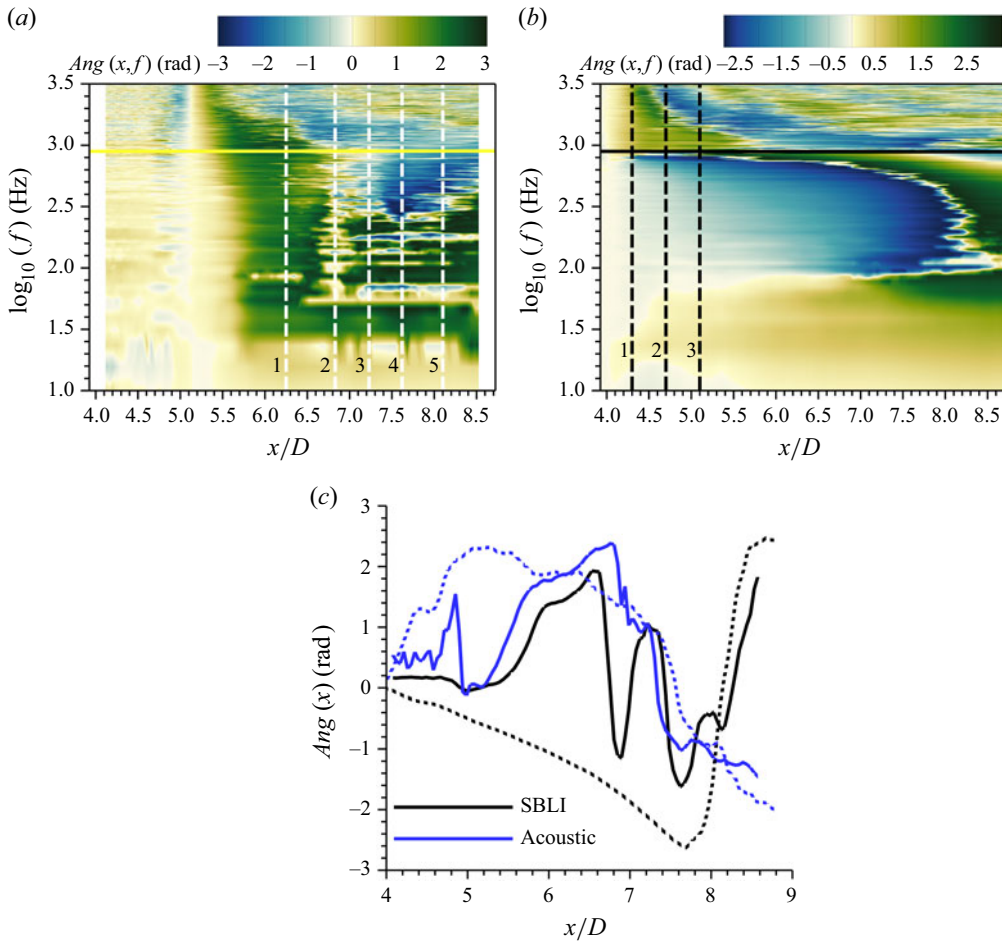 (a)
Ang (x, f) (rad) –3 –2 –1 0 1 2 3
3.5
3.0
2.5
2.0
1.5
1.0
log10 (f) (Hz)
1 2 3 4 5
4.0 4.5 5.0 5.5 6.0 6.5 7.0 7.5 8.0 8.5
x/D
(b)
Ang (x, f) (rad) –2.5 –1.5 –0.5 0.5 1.5 2.5
3.5
3.0
2.5
2.0
1.5
1.0
log10 (f) (Hz)
1 2 3
4.0 4.5 5.0 5.5 6.0 6.5 7.0 7.5 8.0 8.5
x/D
(c)
3
2
1
0
–1
–2
–3
Ang (x) (rad)
SBLI
Acoustic
4 5 6 7 8 9
x/D